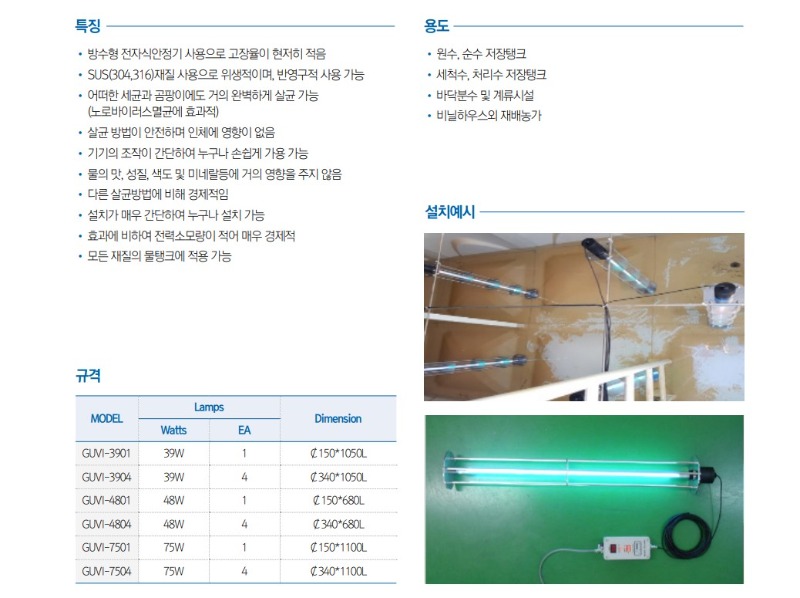 특징
• 방수형 전자식안정기 사용으로 고장율이 현저히 적음
• SUS(304,316)재질 사용으로 위생적이며, 반영구적 사용 가능
• 어떠한 세균과 곰팡이에도 거의 완벽하게 살균 가능
(노로바이러스멸균에 효과적)
• 살균 방법이 안전하며 인체에 영향이 없음
• 기기의 조작이 간단하여 누구나 손쉽게 가용 가능
• 물의 맛, 성질, 색도 및 미네랄등에 거의 영향을 주지 않음
• 다른 살균방법에 비해 경제적임
• 설치가 매우 간단하여 누구나 설치 가능
• 효과에 비하여 전력소모량이 적어 매우 경제적
• 모든 재질의 물탱크에 적용 가능
용도
• 원수, 순수 저장탱크
• 세척수, 처리수 저장탱크
• 바닥분수 및 계류시설
• 비닐하우스외 재배농가
설치예시
규격
MODEL Lamps Dimension
Watts EA
GUVI-3901 39W 1 ₡150*1050L
GUVI-3904 39W 4 ₡340*1050L
GUVI-4801 48W 1 ₡150*680L
GUVI-4804 48W 4 ₡340*680L
GUVI-7501 75W 1 ₡150*1100L
GUVI-7504 75W 4 ₡340*1100L